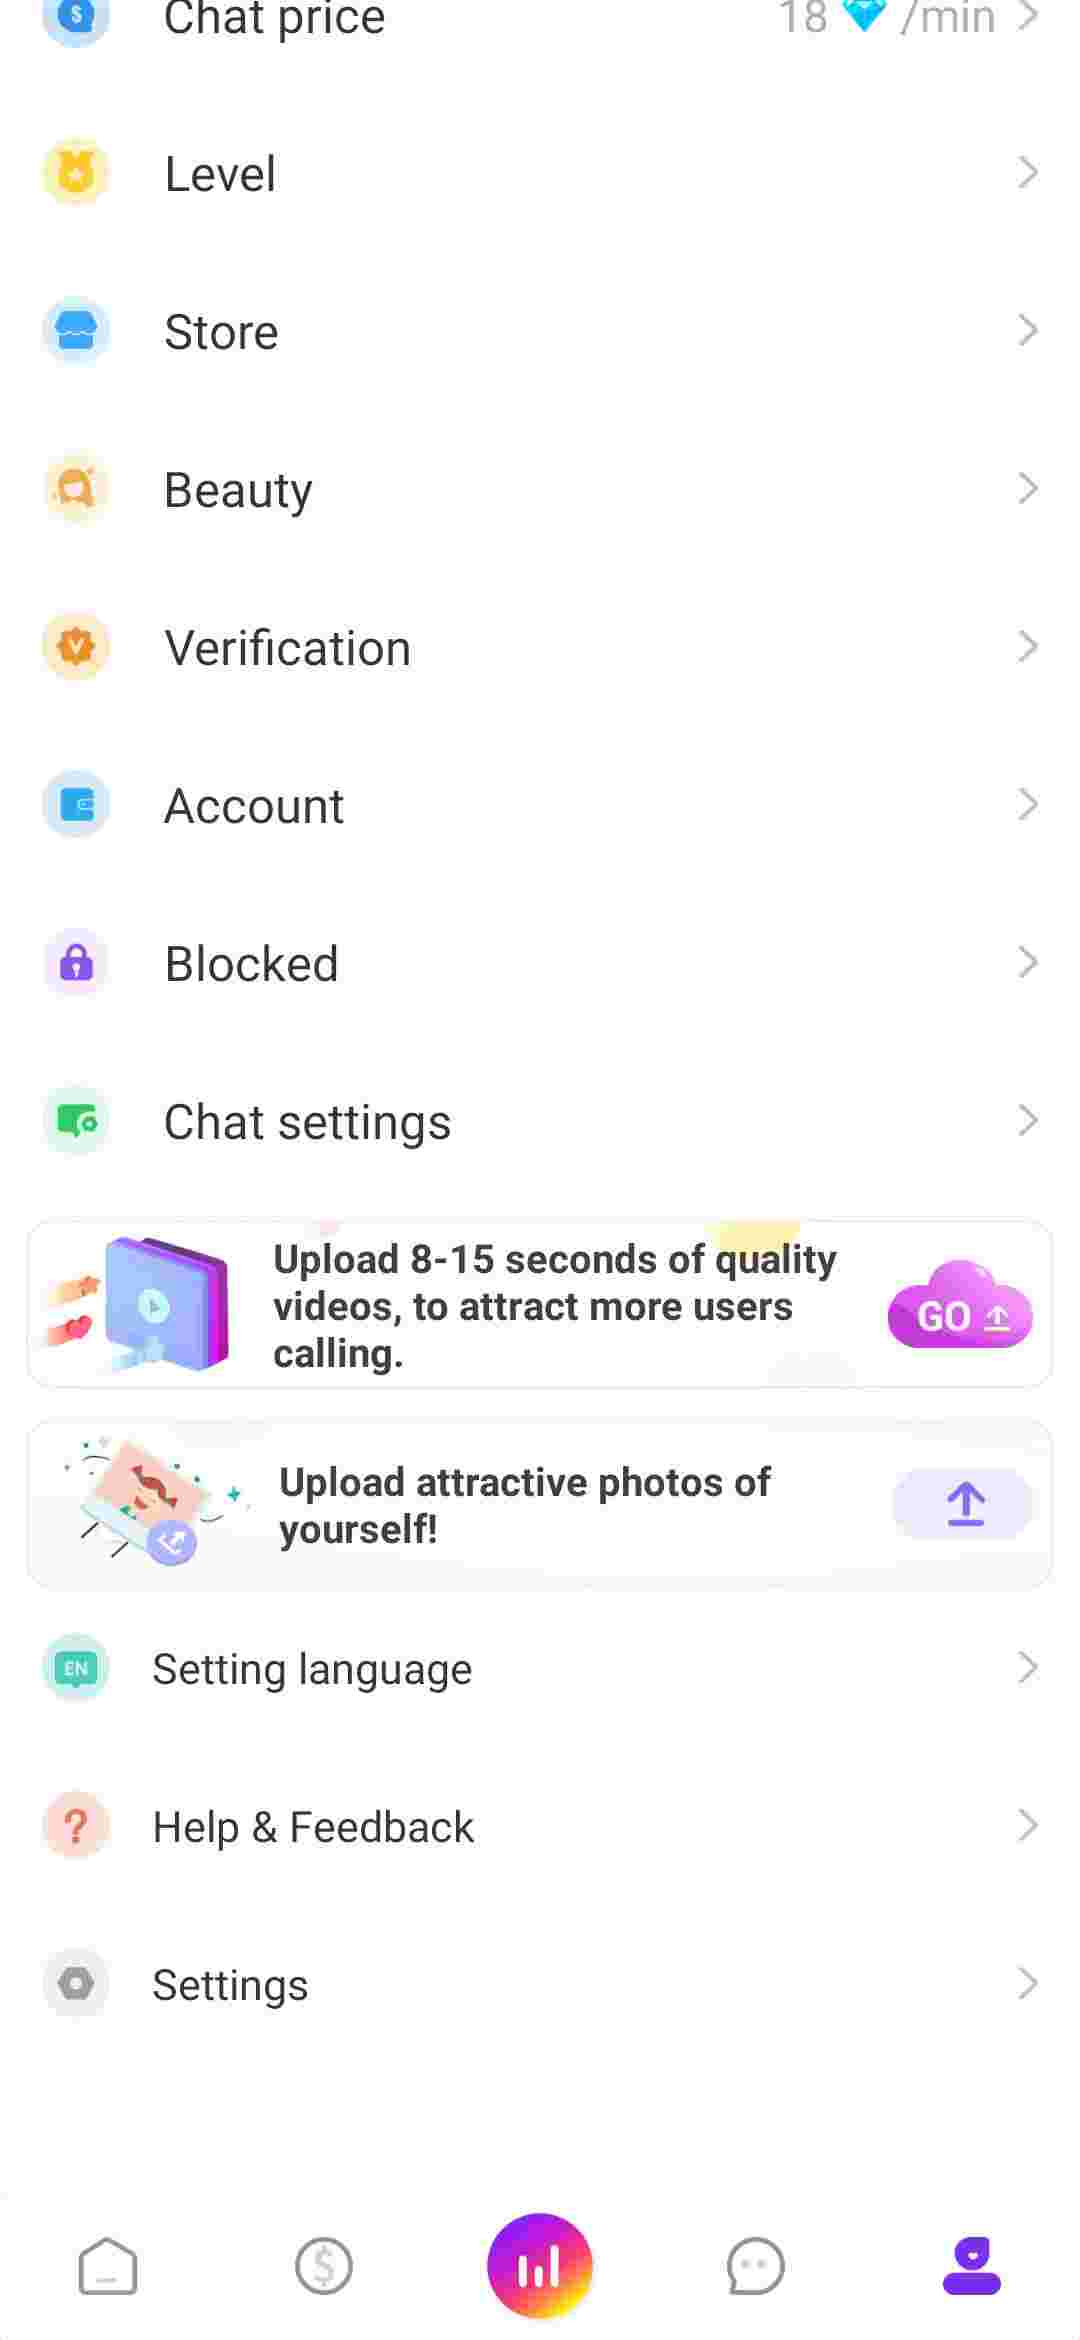 Chat price 18 /min
Level
Store
Beauty
Verification
Account
Blocked
Chat settings
Upload 8-15 seconds of quality
videos, to attract more users
calling.
GO
Upload attractive photos of
yourself!
EN
Setting language
Help & Feedback
Settings